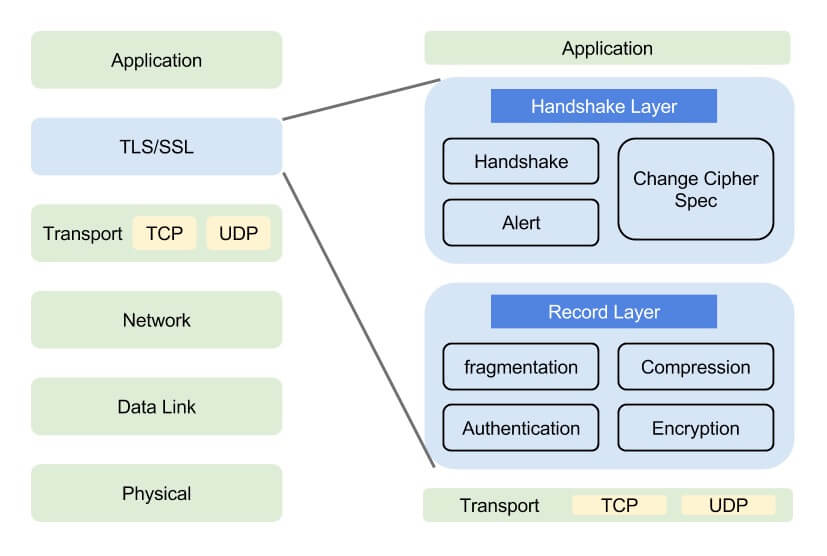 Application
TLS/SSL
Transport TCP UDP
Network
Data Link
Physical
Application
Handshake Layer
Handshake
Alert
Change Cipher
Spec
Record Layer
fragmentation
Compression
Authentication
Encryption
Transport TCP UDP